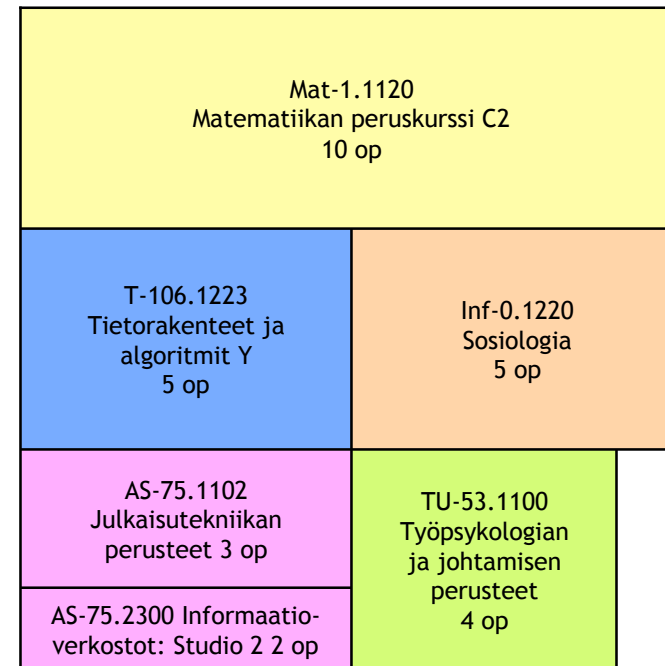 Mat-1.1120
Matematiikan peruskurssi C2
10 op
T-106.1223
Tietorakenteet ja
algoritmit Y
5 op
Inf-0.1220
Sosiologia
5 op
AS-75.1102
Julkaisutekniikan
perusteet 3 op
AS-75.2300 Informaatio-
verkostot: Studio 2 2 op
TU-53.1100
Työpsykologian
ja johtamisen
perusteet
4 op